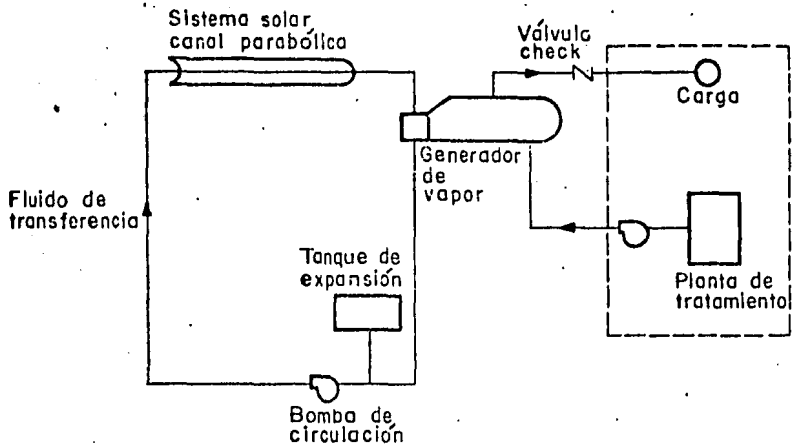 Sistema solar
canal parabólica
Válvula
check
Carga
Generador
de
vapor
Fluido de
transferencia
Tanque de
expansión
Planta de
tratamiento
Bomba de
circulación